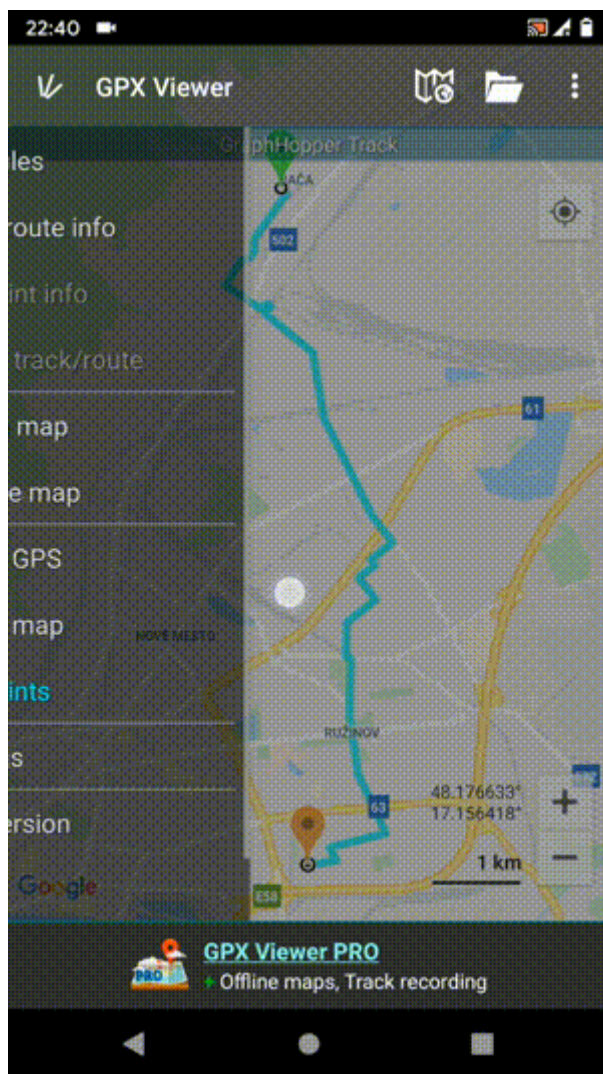 22:40
GPX Viewer
GraphHopper Track
les
AČA
route info
502
int info
track/route
61
map
e map
GPS
map
NOVÉ MESTO
ints
RUŽINOV
s
48.176633°
17.156418°
63
ersion
1 km
Google
E58
GPX Viewer PRO
PRO
+ Offline maps, Track recording